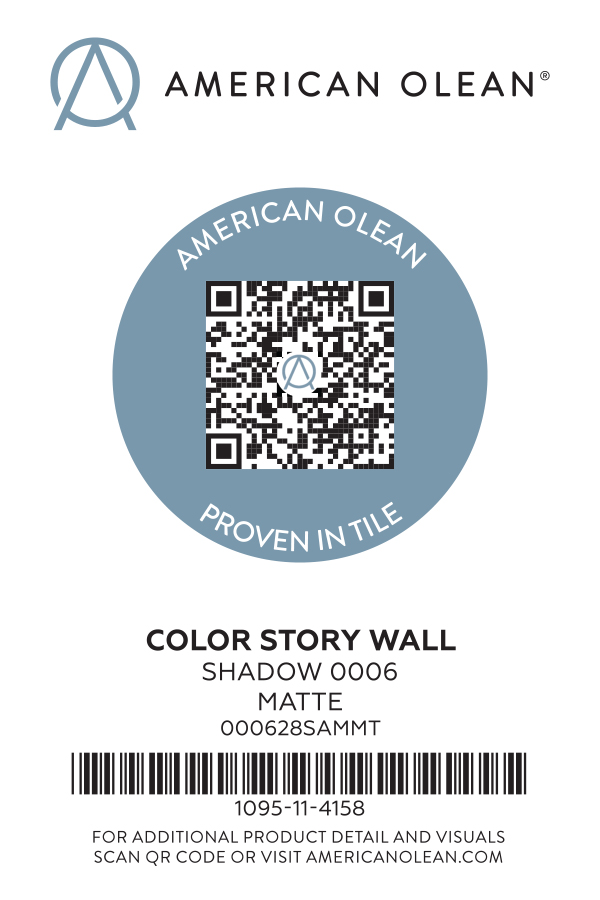 AMERICAN OLEAN®
AMERICAN OLEAN
PROVEN IN TILE
COLOR STORY WALL
SHADOW 0006
MATTE
000628SAMMT
1095-11-4158
FOR ADDITIONAL PRODUCT DETAIL AND VISUALS
SCAN QR CODE OR VISIT AMERICANOLEAN.COM